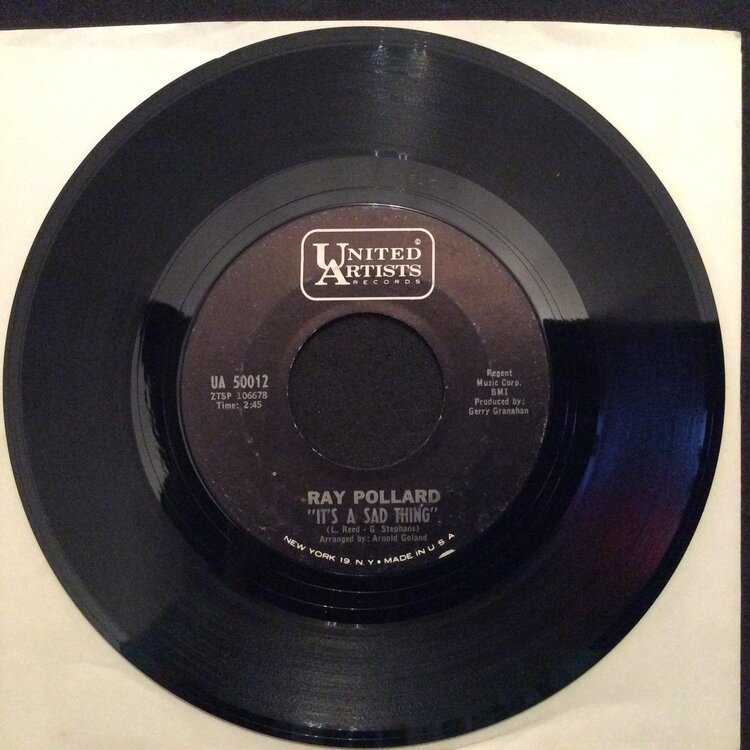 UNITED ©
ARTISTS
RECORDS
UA 50012
ZTSP 106678
Time: 2:45
Regent
Music Corp.
BMI
Produced by:
Gerry Granahan
RAY POLLARD
"IT'S A SAD THING"
(L. Reed - G Stephans)
Arranged by: Arnold Goland
NEW YORK 19, N.Y. • MADE IN U.S.A